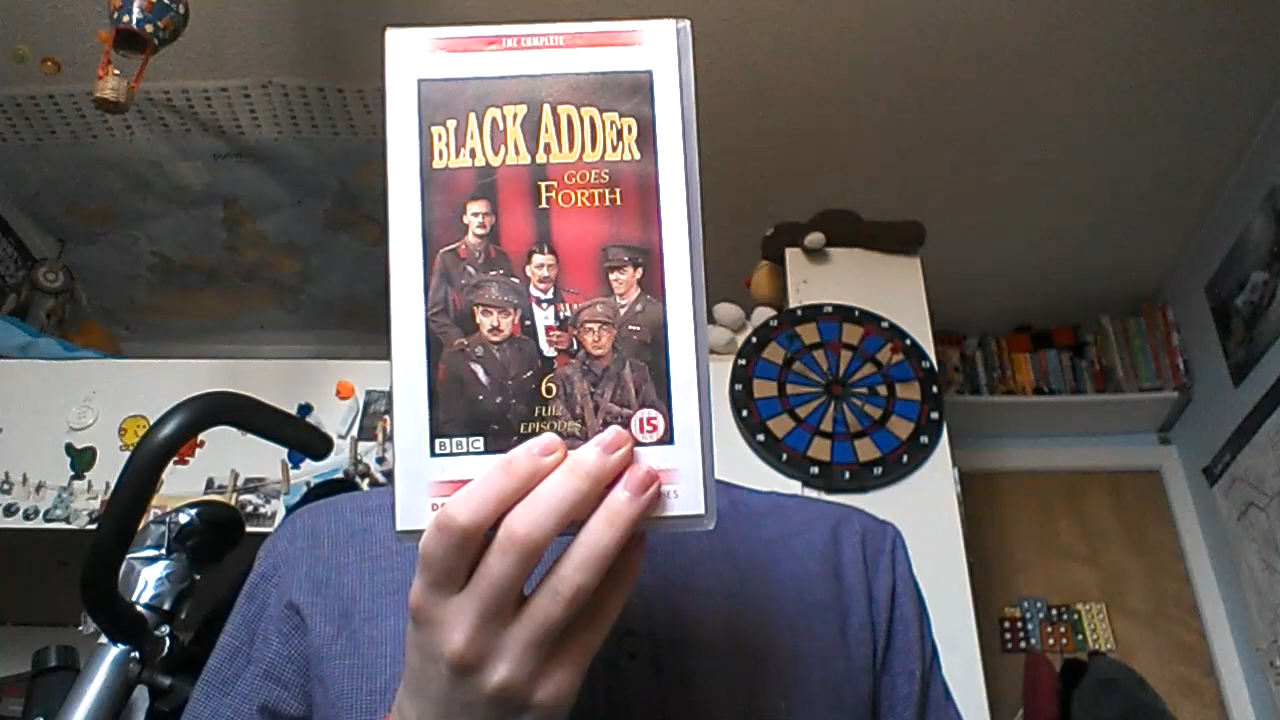 THE COMPLETE
BLACK ADDER
GOES
FORTH
6
FULL
EPISODES
15
BBC